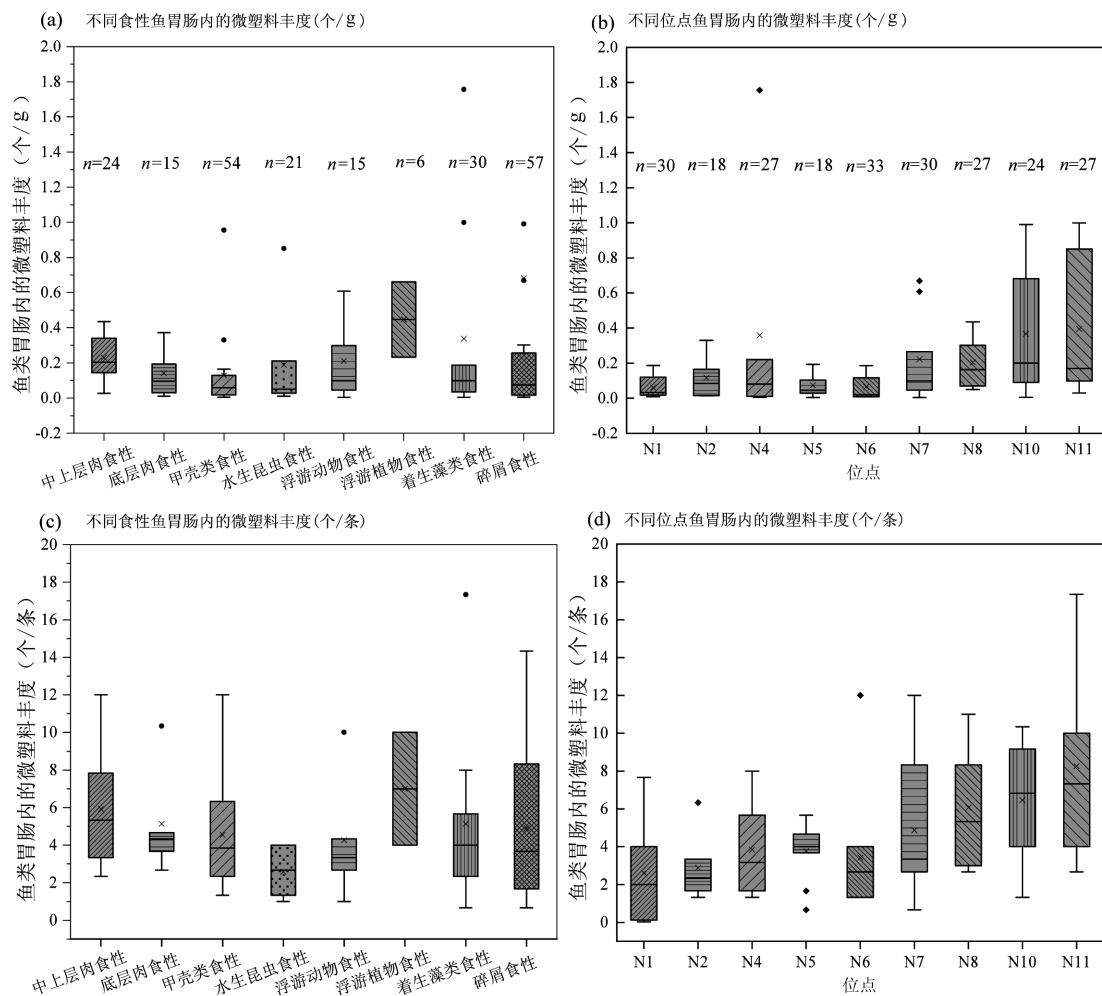 (a) 不同食性鱼胃肠内的微塑料丰度(个/g)
鱼类胃肠内的微塑料丰度（个/g）
2.0
1.8
1.6
1.4
1.2
1.0
0.8
0.6
0.4
0.2
0.0
-0.2
n=24 n=15 n=54 n=21 n=15 n=6 n=30 n=57
中上层肉食性 底层肉食性 甲壳类食性 水生昆虫食性 浮游动物食性 浮游植物食性 着生藻类食性 碎屑食性
(b) 不同位点鱼胃肠内的微塑料丰度(个/g)
鱼类胃肠内的微塑料丰度（个/g）
2.0
1.8
1.6
1.4
1.2
1.0
0.8
0.6
0.4
0.2
0.0
-0.2
n=30 n=18 n=27 n=18 n=33 n=30 n=27 n=24 n=27
N1 N2 N4 N5 N6 N7 N8 N10 N11
位点
(c) 不同食性鱼胃肠内的微塑料丰度(个/条)
鱼类胃肠内的微塑料丰度（个/条）
20
18
16
14
12
10
8
6
4
2
0
中上层肉食性 底层肉食性 甲壳类食性 水生昆虫食性 浮游动物食性 浮游植物食性 着生藻类食性 碎屑食性
(d) 不同位点鱼胃肠内的微塑料丰度(个/条)
鱼类胃肠内的微塑料丰度（个/条）
20
18
16
14
12
10
8
6
4
2
0
N1 N2 N4 N5 N6 N7 N8 N10 N11
位点